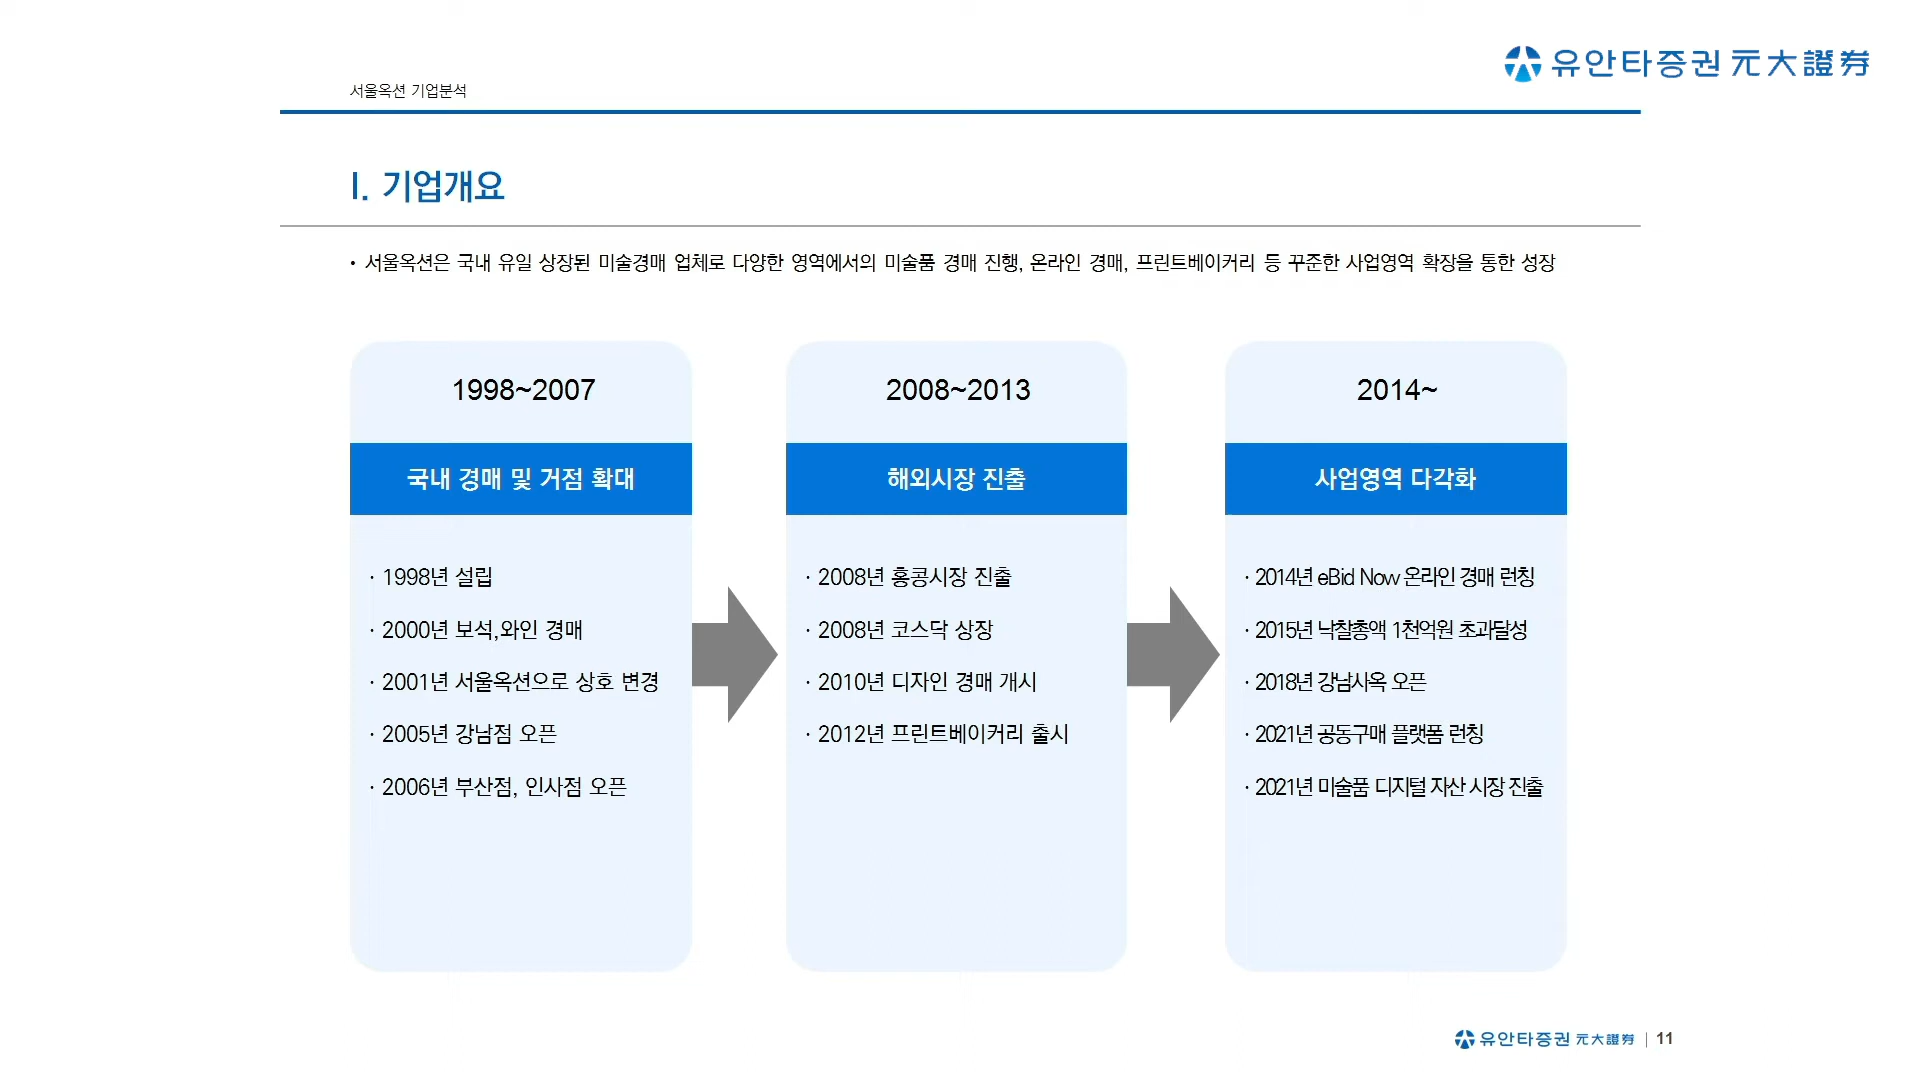 유안타증권 元大證券
서울옥션 기업분석
I. 기업개요
• 서울옥션은 국내 유일 상장된 미술경매 업체로 다양한 영역에서의 미술품 경매 진행, 온라인 경매, 프린트베이커리 등 꾸준한 사업영역 확장을 통한 성장
1998~2007
국내 경매 및 거점 확대
· 1998년 설립
· 2000년 보석,와인 경매
· 2001년 서울옥션으로 상호 변경
· 2005년 강남점 오픈
· 2006년 부산점, 인사점 오픈
2008~2013
해외시장 진출
· 2008년 홍콩시장 진출
· 2008년 코스닥 상장
· 2010년 디자인 경매 개시
· 2012년 프린트베이커리 출시
2014~
사업영역 다각화
· 2014년 eBid Now 온라인 경매 런칭
· 2015년 낙찰총액 1천억원 초과달성
· 2018년 강남사옥 오픈
· 2021년 공동구매 플랫폼 런칭
· 2021년 미술품 디지털 자산 시장 진출
유안타증권 元大證券 | 11